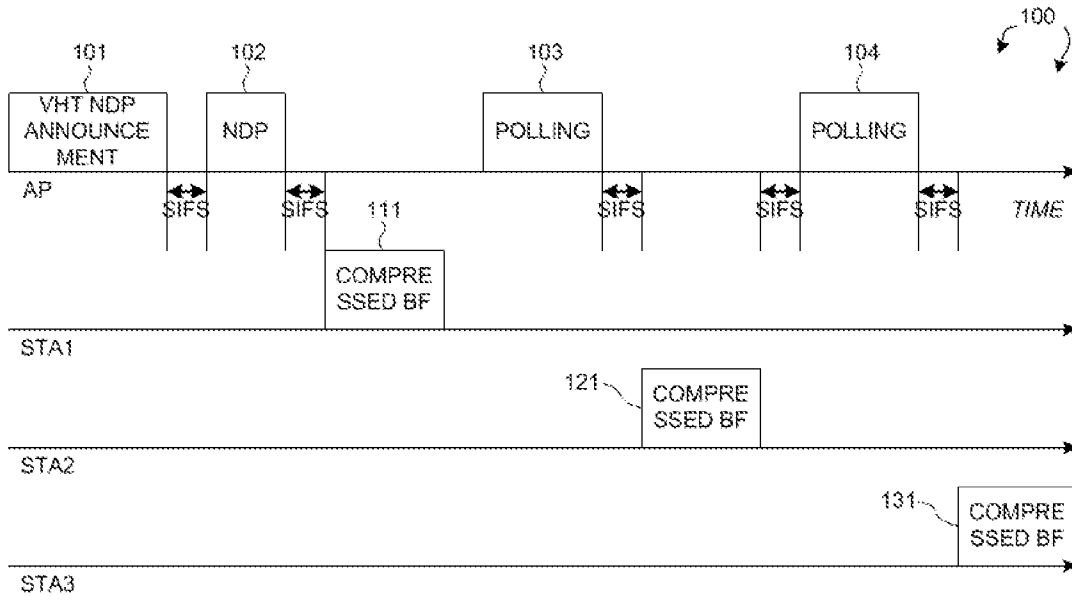 100
101
102
103
104
VHT NDP
ANNOUNCE
MENT
NDP
POLLING
POLLING
AP
SIFS
SIFS
SIFS
SIFS
SIFS
TIME
111
COMPRE
SSED BF
STA1
121
COMPRE
SSED BF
STA2
131
COMPRE
SSED BF
STA3